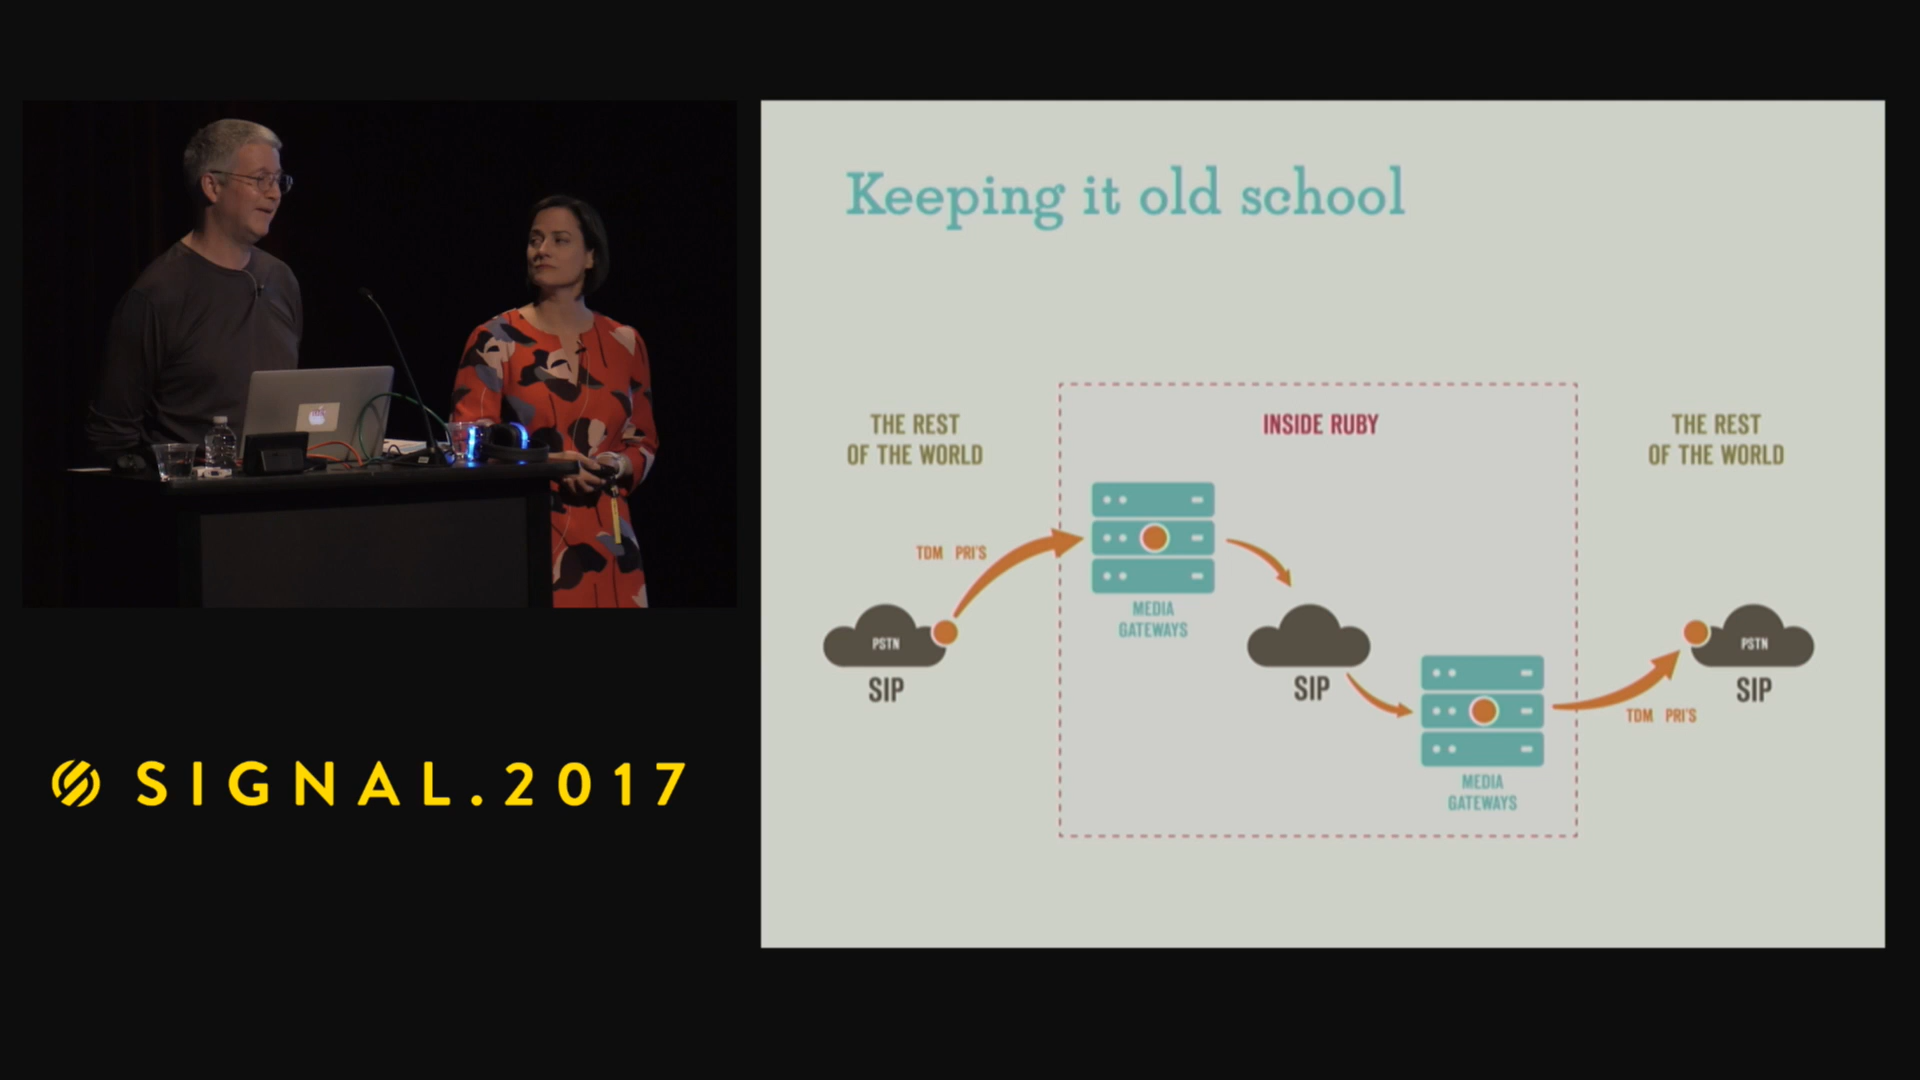 Keeping it old school
THE REST
OF THE WORLD
INSIDE RUBY
THE REST
OF THE WORLD
TDM PRI'S
MEDIA
GATEWAYS
PSTN
SIP
SIP
PSTN
SIP
TDM PRI'S
MEDIA
GATEWAYS
SIGNAL.2017